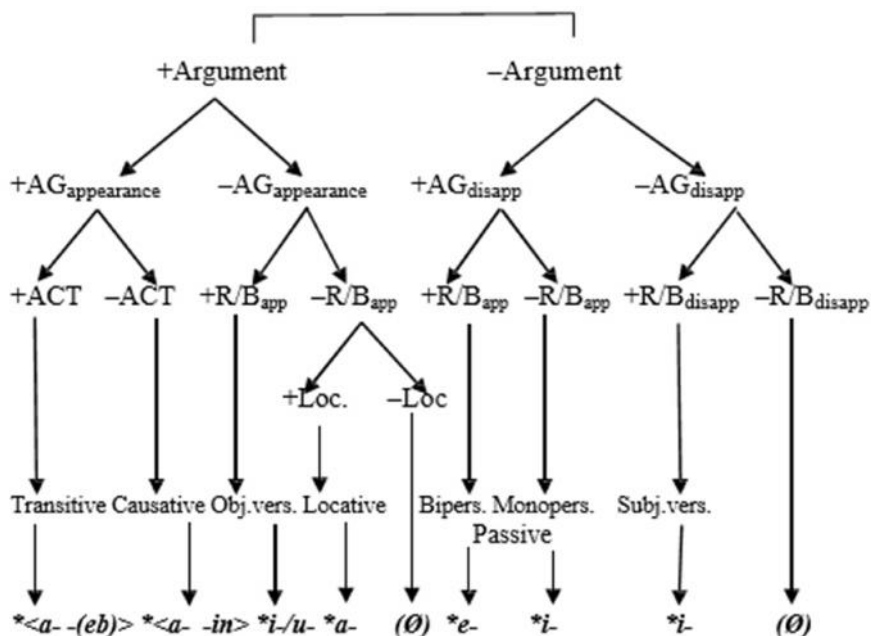 +Argument –Argument
+AGappearance –AGappearance +AGdisapp –AGdisapp
+ACT –ACT +R/Bapp –R/Bapp +R/Bapp –R/Bapp +R/Bdisapp –R/Bdisapp
+Loc. –Loc
Transitive Causative Obj.vers. Locative Bipers. Monopers. Subj.vers.
Passive
*<a- -(eb)> *<a- -in> *i-/u- *a- (Ø) *e- *i- *i- (Ø)